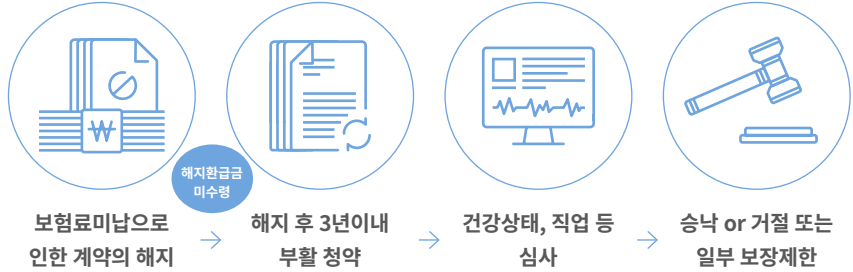 해지환급금
미수령
보험료미납으로
인한 계약의 해지
해지 후 3년이내
부활 청약
건강상태, 직업 등
심사
승낙 or 거절 또는
일부 보장제한